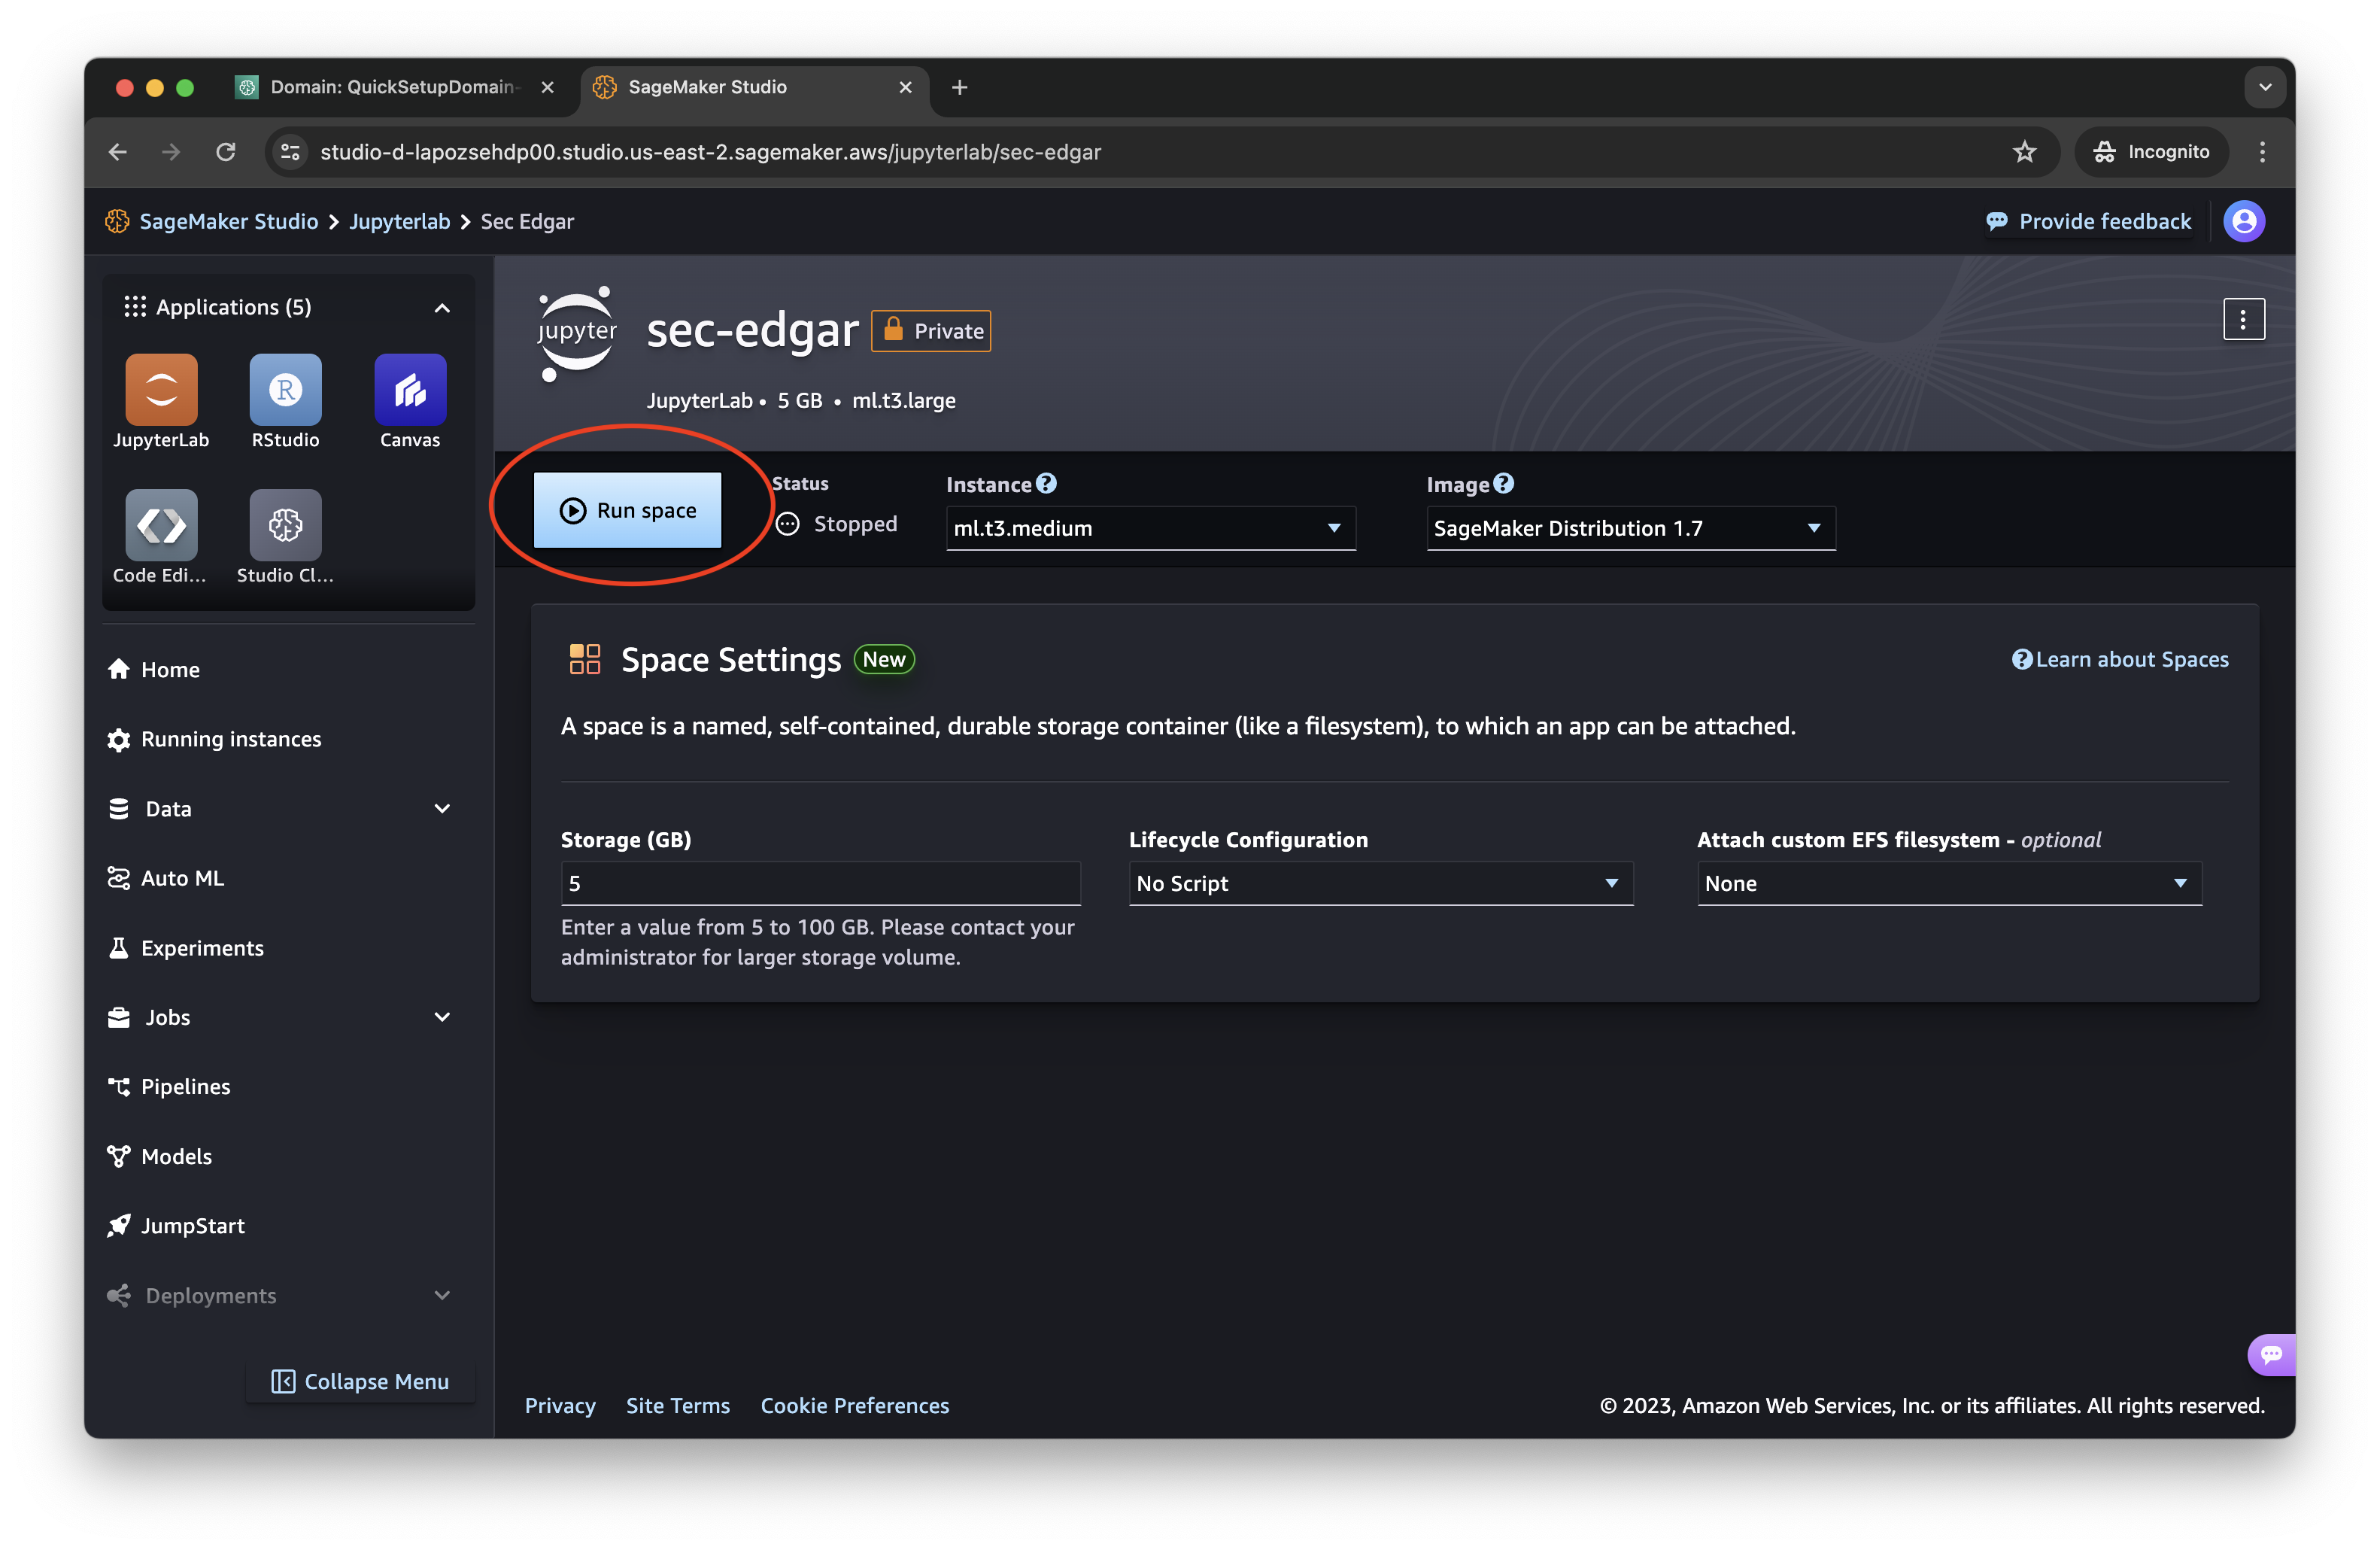 Domain: QuickSetupDomain-
SageMaker Studio
studio-d-lapozsehdp00.studio.us-east-2.sagemaker.aws/jupyterlab/sec-edgar
Incognito
SageMaker Studio > Jupyterlab > Sec Edgar
Provide feedback
Applications (5)
JupyterLab
RStudio
Canvas
Code Edi...
Studio Cl...
Home
Running instances
Data
Auto ML
Experiments
Jobs
Pipelines
Models
JumpStart
Deployments
Collapse Menu
jupyter
sec-edgar
Private
JupyterLab • 5 GB • ml.t3.large
Run space
Status
Stopped
Instance
ml.t3.medium
Image
SageMaker Distribution 1.7
Space Settings
New
Learn about Spaces
A space is a named, self-contained, durable storage container (like a filesystem), to which an app can be attached.
Storage (GB)
5
Enter a value from 5 to 100 GB. Please contact your
administrator for larger storage volume.
Lifecycle Configuration
No Script
Attach custom EFS filesystem - optional
None
Privacy
Site Terms
Cookie Preferences
© 2023, Amazon Web Services, Inc. or its affiliates. All rights reserved.